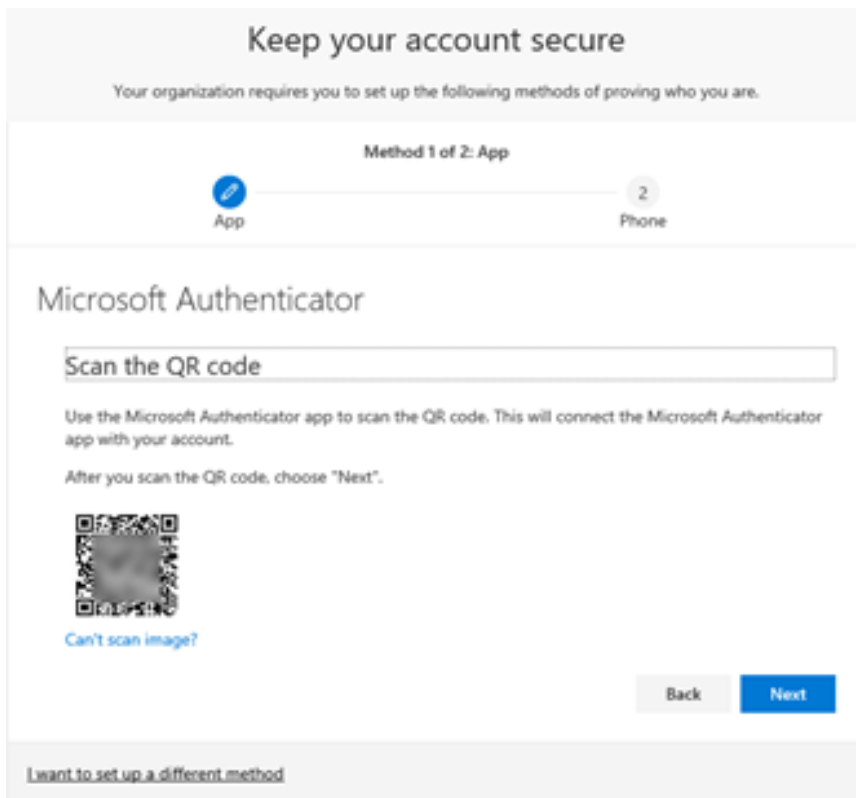 Keep your account secure
Your organization requires you to set up the following methods of proving who you are.
Method 1 of 2: App
2
App
Phone
Microsoft Authenticator
Scan the QR code
Use the Microsoft Authenticator app to scan the QR code. This will connect the Microsoft Authenticator
app with your account.
After you scan the QR code, choose "Next".
Can't scan image?
Back
Next
I want to set up a different method